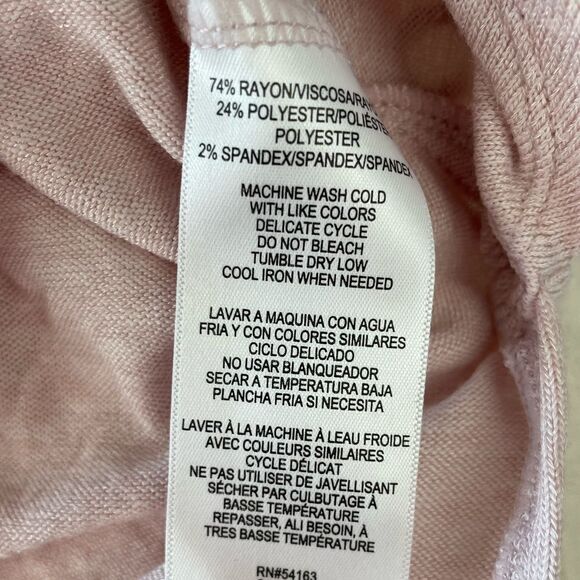 74% RAYON/VISCOSA/RAY
24% POLYESTER/POLIÉSTE
POLYESTER
2% SPANDEX/SPANDEX/SPANDEX
MACHINE WASH COLD
WITH LIKE COLORS
DELICATE CYCLE
DO NOT BLEACH
TUMBLE DRY LOW
COOL IRON WHEN NEEDED
LAVAR A MAQUINA CON AGUA
FRIA Y CON COLORES SIMILARES
CICLO DELICADO
NO USAR BLANQUEADOR
SECAR A TEMPERATURA BAJA
PLANCHA FRIA SI NECESITA
LAVER À LA MACHINE À LEAU FROIDE
AVEC COULEURS SIMILAIRES
CYCLE DÉLICAT
NE PAS UTILISER DE JAVELLISANT
SÉCHER PAR CULBUTAGE À
BASSE TEMPÉRATURE
REPASSER, ALI BESOIN, À
TRES BASSE TEMPÉRATURE
RN#54163